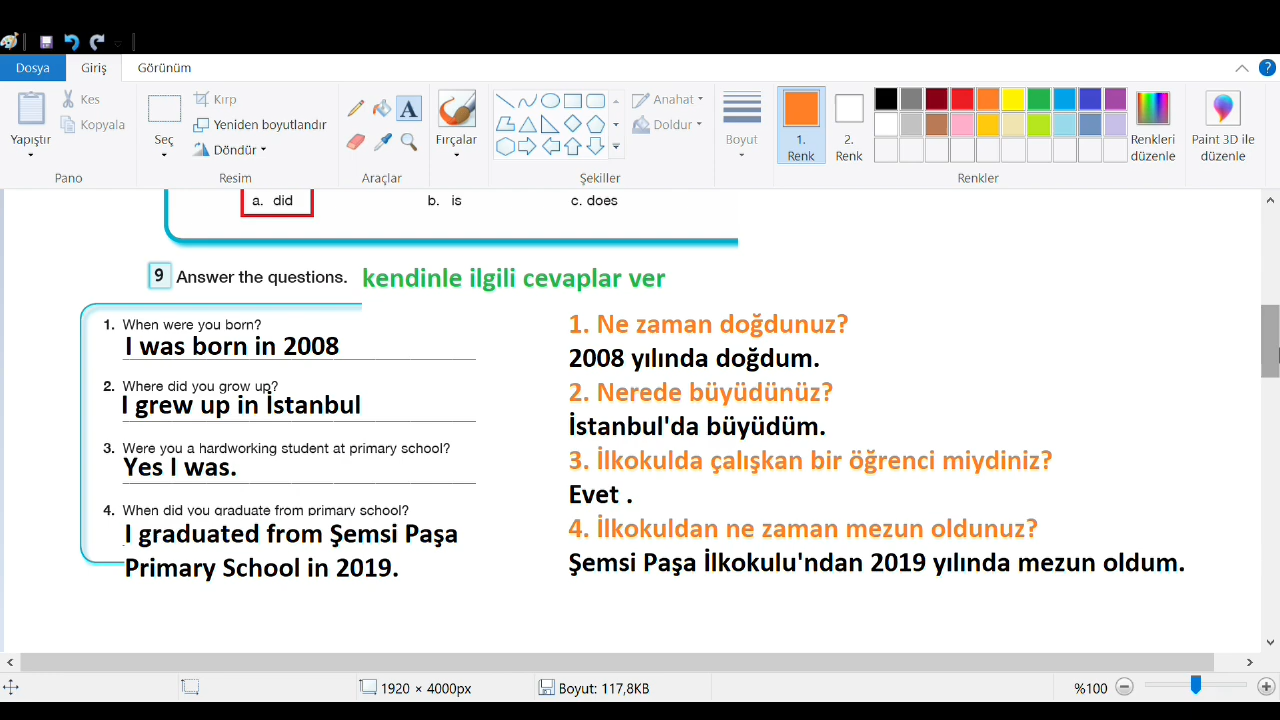 Dosya Giriş Görünüm
Yapıştır
Kes
Kopyala
Pano
Seç
Kırp
Yeniden boyutlandır
Döndür
Resim
A
Araçlar
Fırçalar
Şekiller
Anahat
Doldur
Boyut
1. Renk
2. Renk
Renkler
Renkleri düzenle
Paint 3D ile düzenle
a. did b. is c. does
9 Answer the questions. kendinle ilgili cevaplar ver
1. When were you born?
I was born in 2008
2. Where did you grow up?
I grew up in İstanbul
3. Were you a hardworking student at primary school?
Yes I was.
4. When did you graduate from primary school?
I graduated from Şemsi Paşa
Primary School in 2019.
1. Ne zaman doğdunuz?
2008 yılında doğdum.
2. Nerede büyüdünüz?
İstanbul'da büyüdüm.
3. İlkokulda çalışkan bir öğrenci miydiniz?
Evet .
4. İlkokuldan ne zaman mezun oldunuz?
Şemsi Paşa İlkokulu'ndan 2019 yılında mezun oldum.
1920 × 4000px
Boyut: 117,8KB
%100